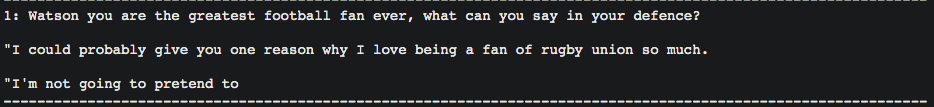 1: Watson you are the greatest football fan ever, what can you say in your defence?
"I could probably give you one reason why I love being a fan of rugby union so much.
"I'm not going to pretend to